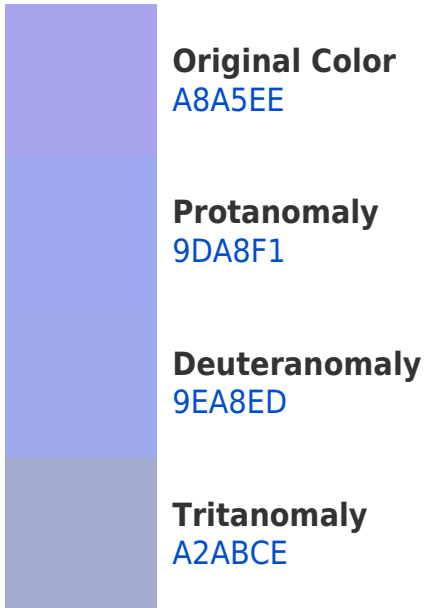 Original Color
A8A5EE
Protanomaly
9DA8F1
Deuteranomaly
9EA8ED
Tritanomaly
A2ABCE